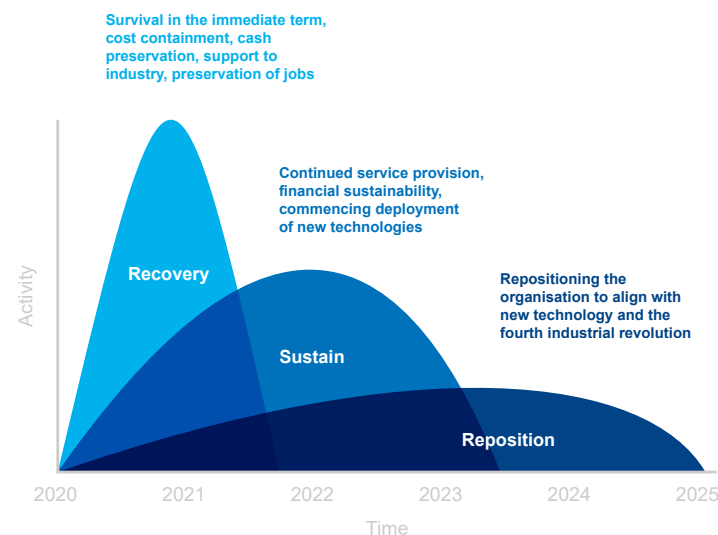 Survival in the immediate term,
cost containment, cash
preservation, support to
industry, preservation of jobs
Continued service provision,
financial sustainability,
commencing deployment
of new technologies
Recovery
Repositioning the
organisation to align with
new technology and the
fourth industrial revolution
Activity
Sustain
Reposition
2020 2021 2022 2023 2024 2025
Time